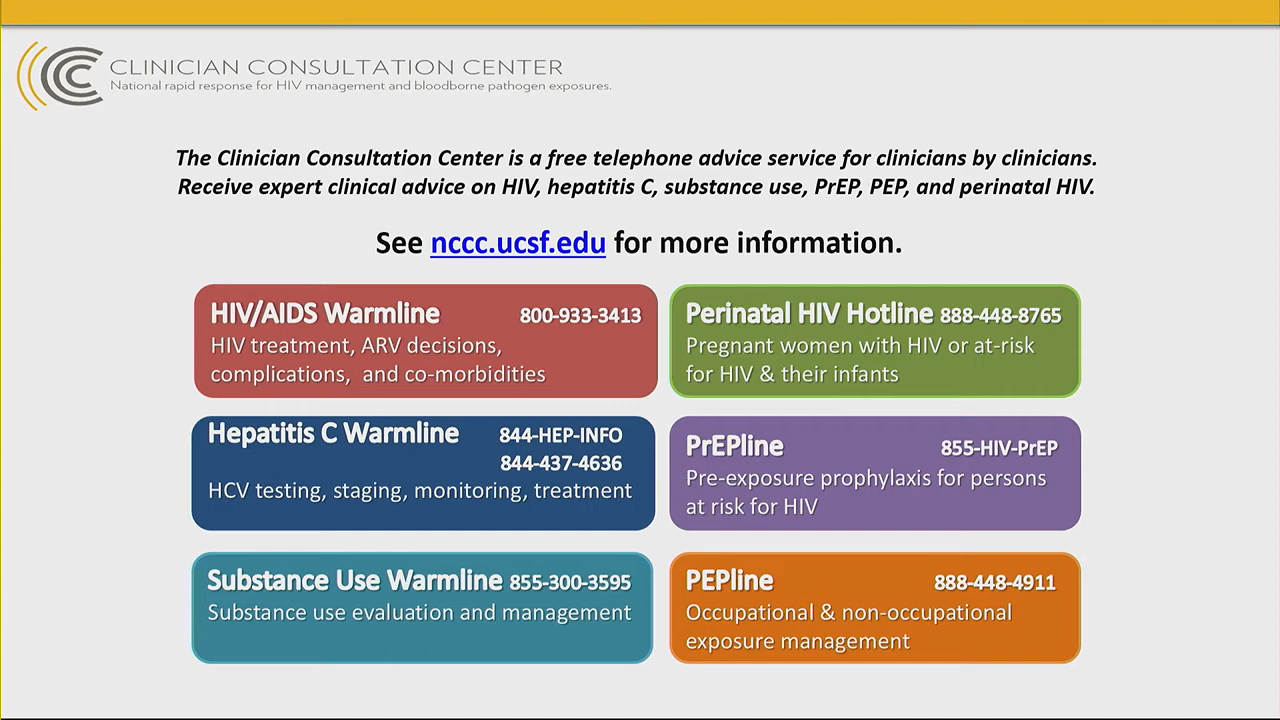 CLINICIAN CONSULTATION CENTER
National rapid response for HIV management and bloodborne pathogen exposures.
The Clinician Consultation Center is a free telephone advice service for clinicians by clinicians.
Receive expert clinical advice on HIV, hepatitis C, substance use, PrEP, PEP, and perinatal HIV.
See nccc.ucsf.edu for more information.
HIV/AIDS Warmline 800-933-3413
HIV treatment, ARV decisions,
complications, and co-morbidities
Perinatal HIV Hotline 888-448-8765
Pregnant women with HIV or at-risk
for HIV & their infants
Hepatitis C Warmline 844-HEP-INFO
844-437-4636
HCV testing, staging, monitoring, treatment
PrEPline 855-HIV-PrEP
Pre-exposure prophylaxis for persons
at risk for HIV
Substance Use Warmline 855-300-3595
Substance use evaluation and management
PEPline 888-448-4911
Occupational & non-occupational
exposure management